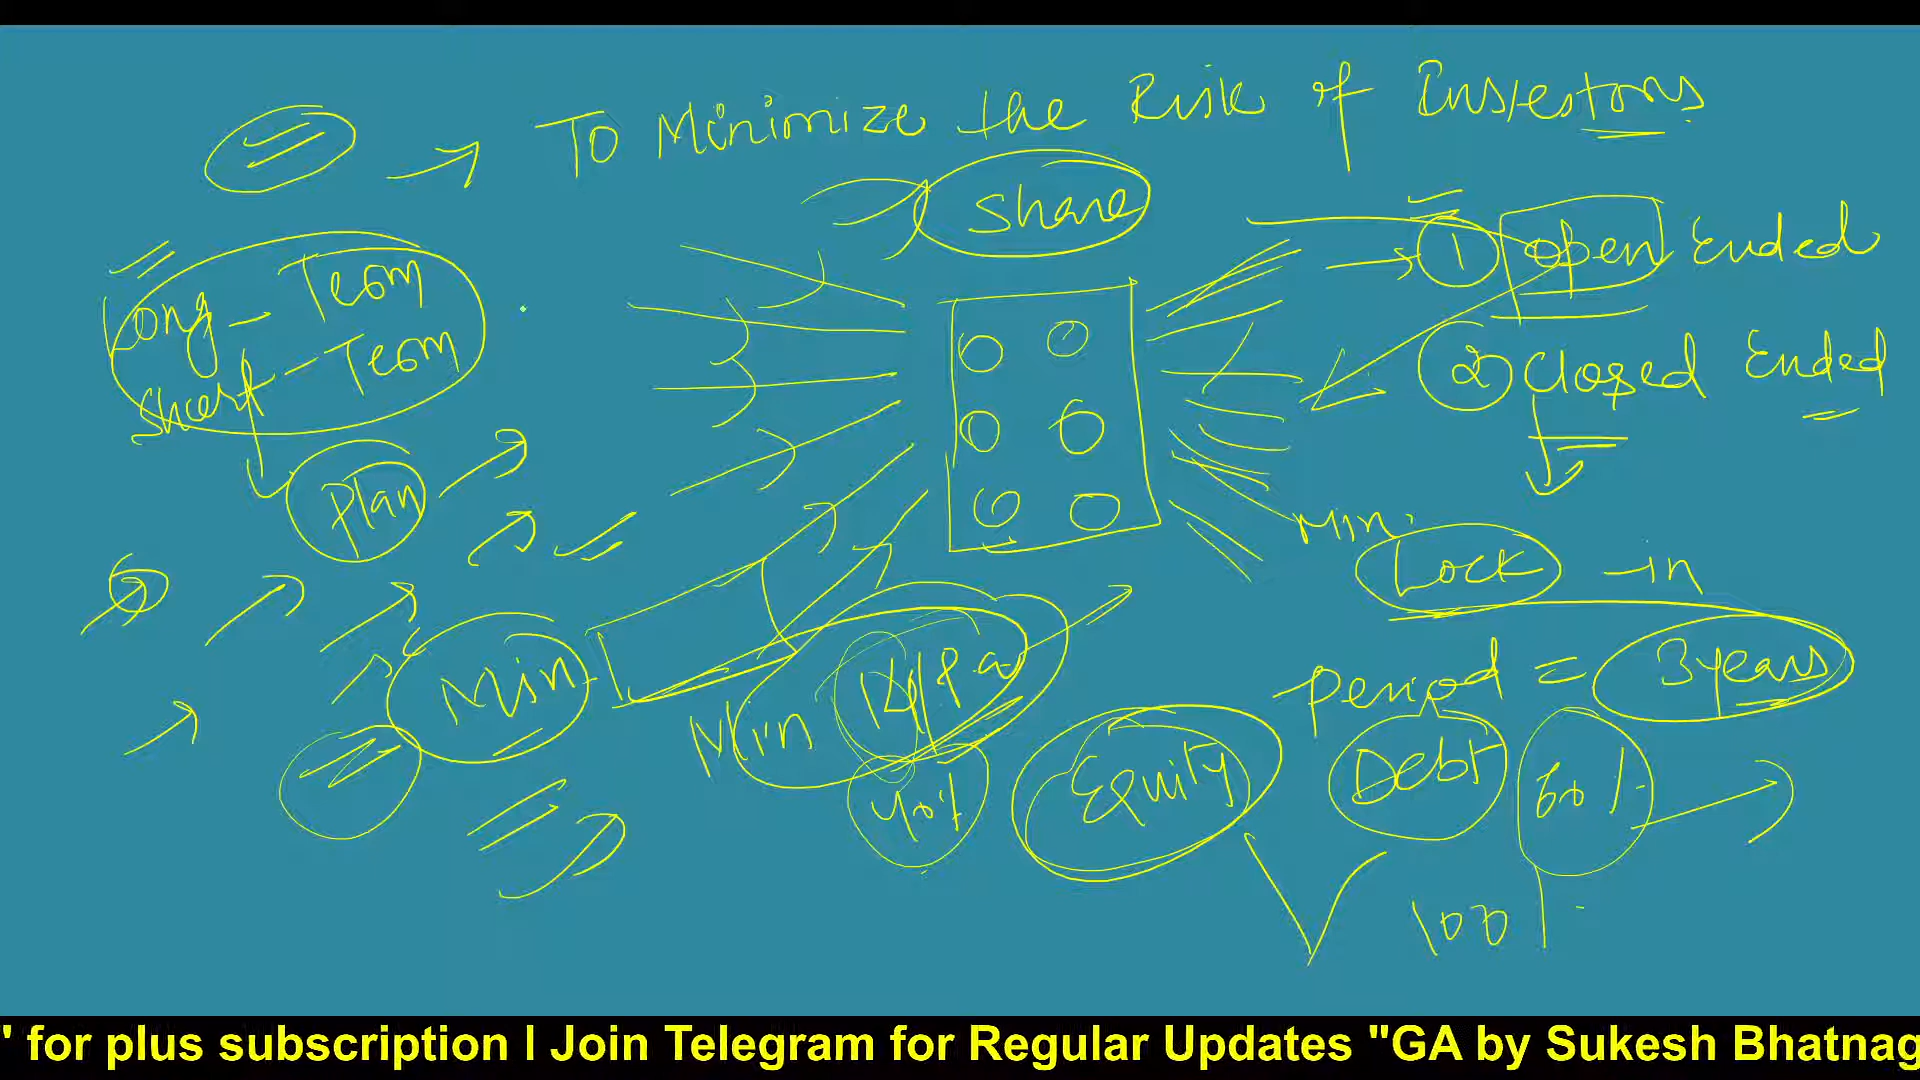 To Minimize the Risk of Investors
Share
Long-Term
Short-Term
1 open Ended
2 Closed Ended
Plan
Min.
Lock-in
Period = 3 years
Min
Min
Equity
Debt
60%
40%
100%
' for plus subscription I Join Telegram for Regular Updates "GA by Sukesh Bhatnag